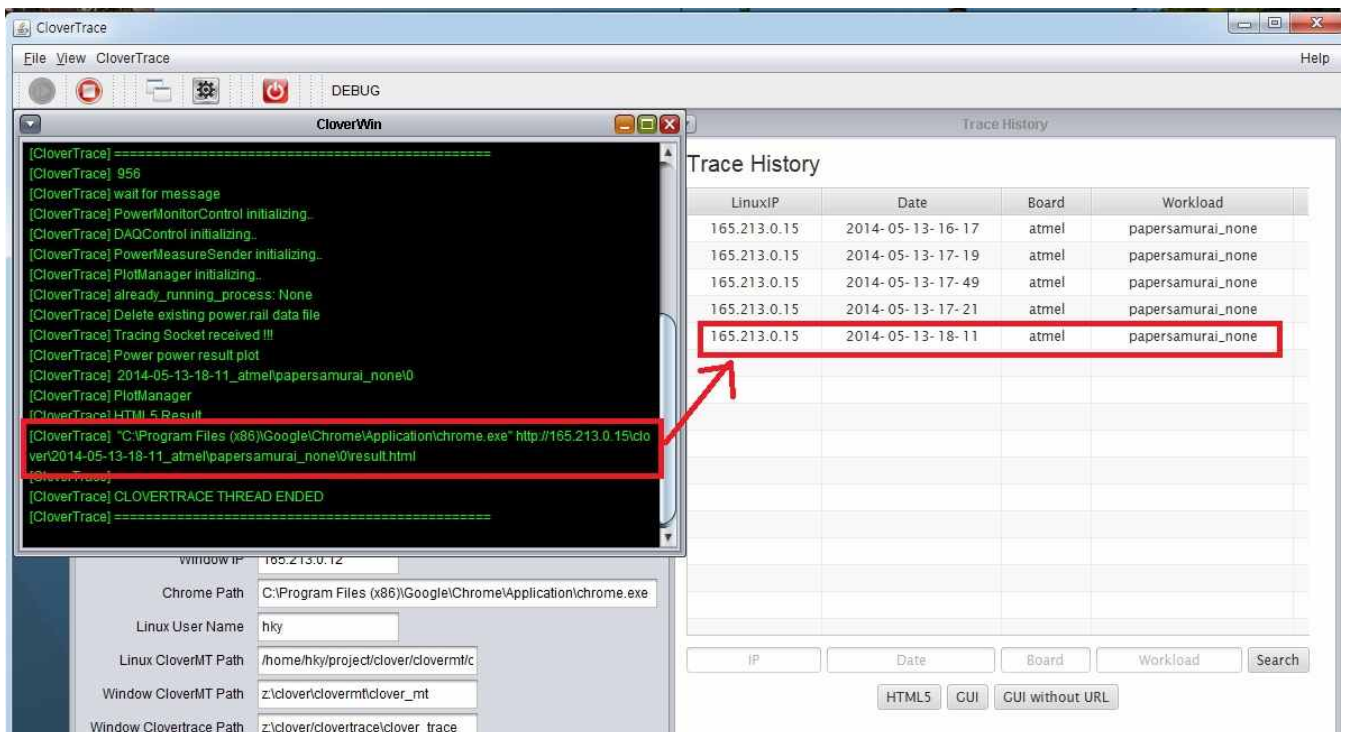 CloverTrace
File View CloverTrace Help
DEBUG
CloverWin
[CloverTrace] ================================================
[CloverTrace] 956
[CloverTrace] wait for message
[CloverTrace] PowerMonitorControl initializing..
[CloverTrace] DAQControl initializing..
[CloverTrace] PowerMeasureSender initializing..
[CloverTrace] PlotManager initializing..
[CloverTrace] already_running_process: None
[CloverTrace] Delete existing power.rail data file
[CloverTrace] Tracing Socket received !!!
[CloverTrace] Power power result plot
[CloverTrace] 2014-05-13-18-11_atmel\papersamurai_none\0
[CloverTrace] PlotManager
[CloverTrace] HTML5 Result
[CloverTrace] "C:\Program Files (x86)\Google\Chrome\Application\chrome.exe" http://165.213.0.15\clo
ver\2014-05-13-18-11_atmel\papersamurai_none\0\result.html
[CloverTrace]
[CloverTrace] CLOVERTRACE THREAD ENDED
[CloverTrace] ================================================
Window IP 165.213.0.12
Chrome Path C:\Program Files (x86)\Google\Chrome\Application\chrome.exe
Linux User Name hky
Linux CloverMT Path /home/hky/project/clover/clovermt/c
Window CloverMT Path z:\clover\clovermt\clover_mt
Window Clovertrace Path z:\clover/clovertrace\clover_trace
Trace History
Trace History
LinuxIP Date Board Workload
165.213.0.15 2014-05-13-16-17 atmel papersamurai_none
165.213.0.15 2014-05-13-17-19 atmel papersamurai_none
165.213.0.15 2014-05-13-17-49 atmel papersamurai_none
165.213.0.15 2014-05-13-17-21 atmel papersamurai_none
165.213.0.15 2014-05-13-18-11 atmel papersamurai_none
IP Date Board Workload Search
HTML5 GUI GUI without URL